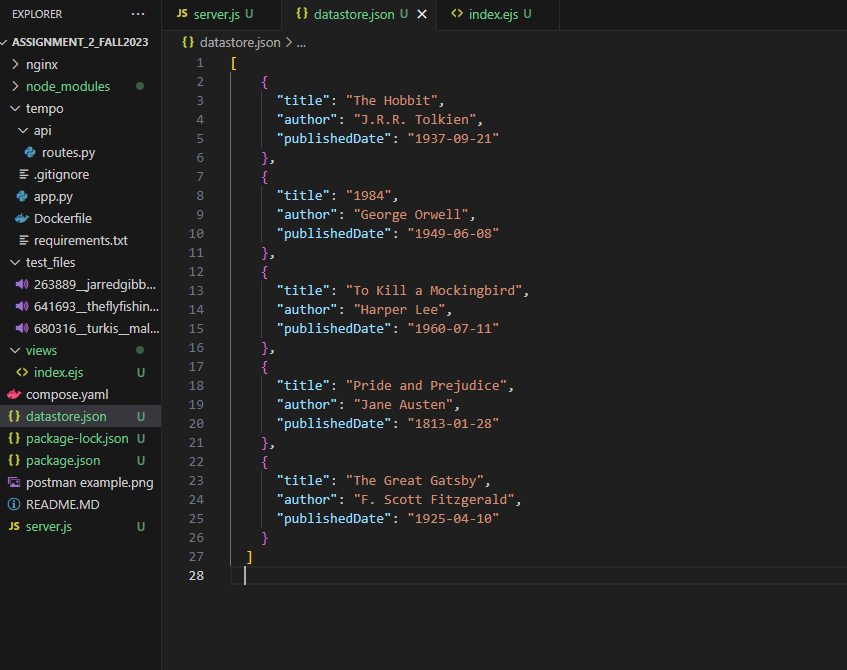 EXPLORER ...
ASSIGNMENT_2_FALL2023
nginx
node_modules
tempo
api
routes.py
.gitignore
app.py
Dockerfile
requirements.txt
test_files
263889__jarredgibb...
641693__theflyfishin...
680316__turkis__mal...
views
index.ejs U
compose.yaml
datastore.json U
package-lock.json U
package.json U
postman example.png
README.MD
JS server.js U
JS server.js U {} datastore.json U × <> index.ejs U
{} datastore.json > ...
1 [
2 {
3 "title": "The Hobbit",
4 "author": "J.R.R. Tolkien",
5 "publishedDate": "1937-09-21"
6 },
7 {
8 "title": "1984",
9 "author": "George Orwell",
10 "publishedDate": "1949-06-08"
11 },
12 {
13 "title": "To Kill a Mockingbird",
14 "author": "Harper Lee",
15 "publishedDate": "1960-07-11"
16 },
17 {
18 "title": "Pride and Prejudice",
19 "author": "Jane Austen",
20 "publishedDate": "1813-01-28"
21 },
22 {
23 "title": "The Great Gatsby",
24 "author": "F. Scott Fitzgerald",
25 "publishedDate": "1925-04-10"
26 }
27 ]
28